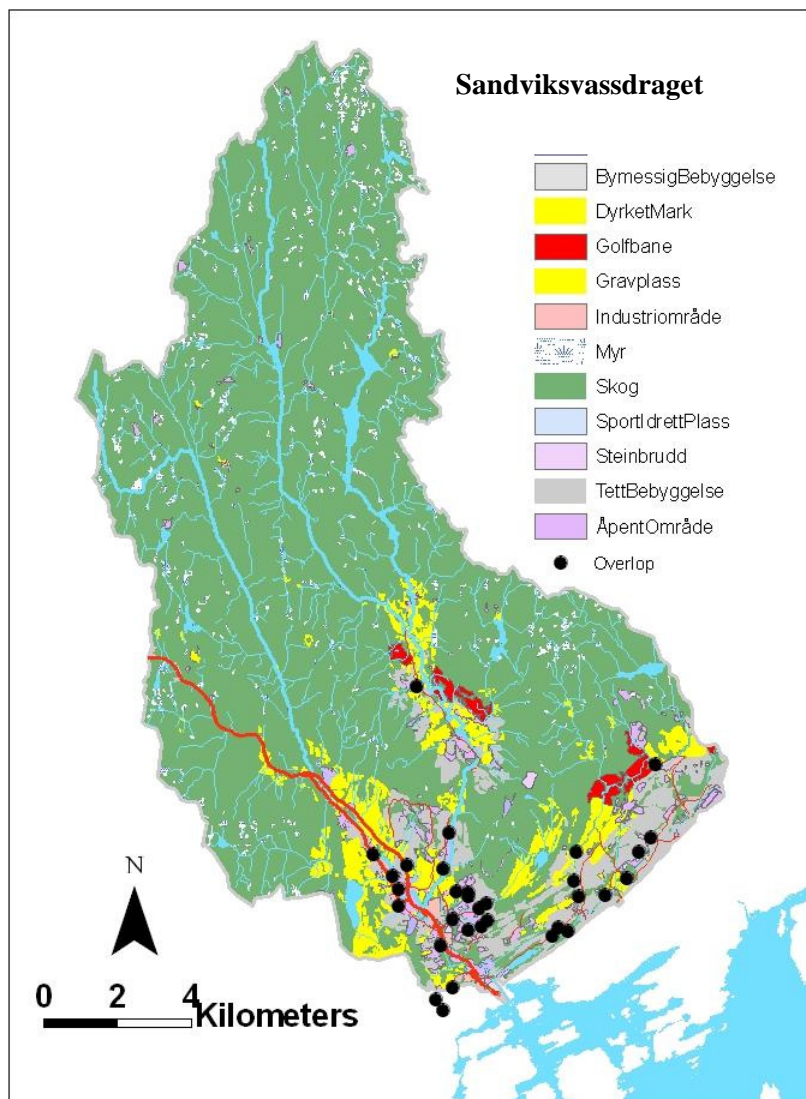 Sandviksvassdraget
BymessigBebyggelse
DyrketMark
Golfbane
Gravplass
Industriområde
Myr
Skog
SportIdrettPlass
Steinbrudd
TettBebyggelse
ÅpentOmråde
Overlop
N
0 2 4
Kilometers